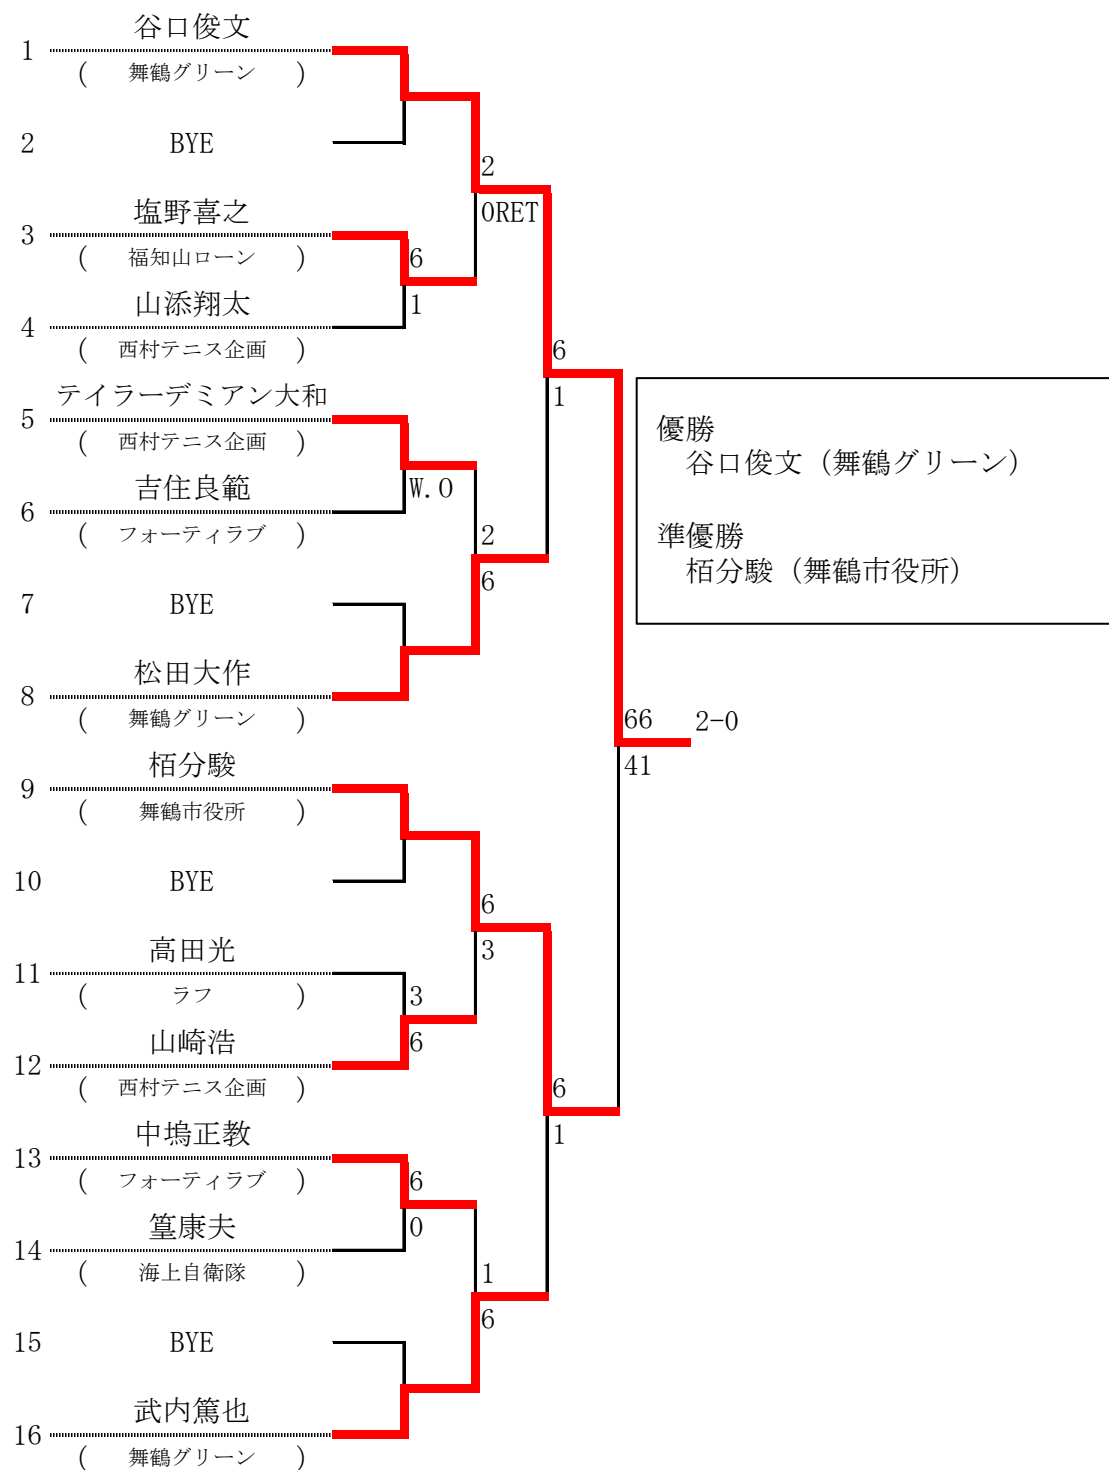 谷口俊文
1
( 舞鶴グリーン )
2 BYE
2
0RET
塩野喜之
3
( 福知山ローン )
6
1
山添翔太
4
( 西村テニス企画 )
6
1
テイラーデミアン大和
5
( 西村テニス企画 )
W.O
吉住良範
6
( フォーティラブ )
2
6
7 BYE
松田大作
8
( 舞鶴グリーン )
優勝
谷口俊文（舞鶴グリーン）
準優勝
栢分駿（舞鶴市役所）
66 2-0
41
栢分駿
9
( 舞鶴市役所 )
10 BYE
6
3
高田光
11
( ラフ )
3
6
山崎浩
12
( 西村テニス企画 )
6
1
中塢正教
13
( フォーティラブ )
6
0
篁康夫
14
( 海上自衛隊 )
1
6
15 BYE
武内篤也
16
( 舞鶴グリーン )